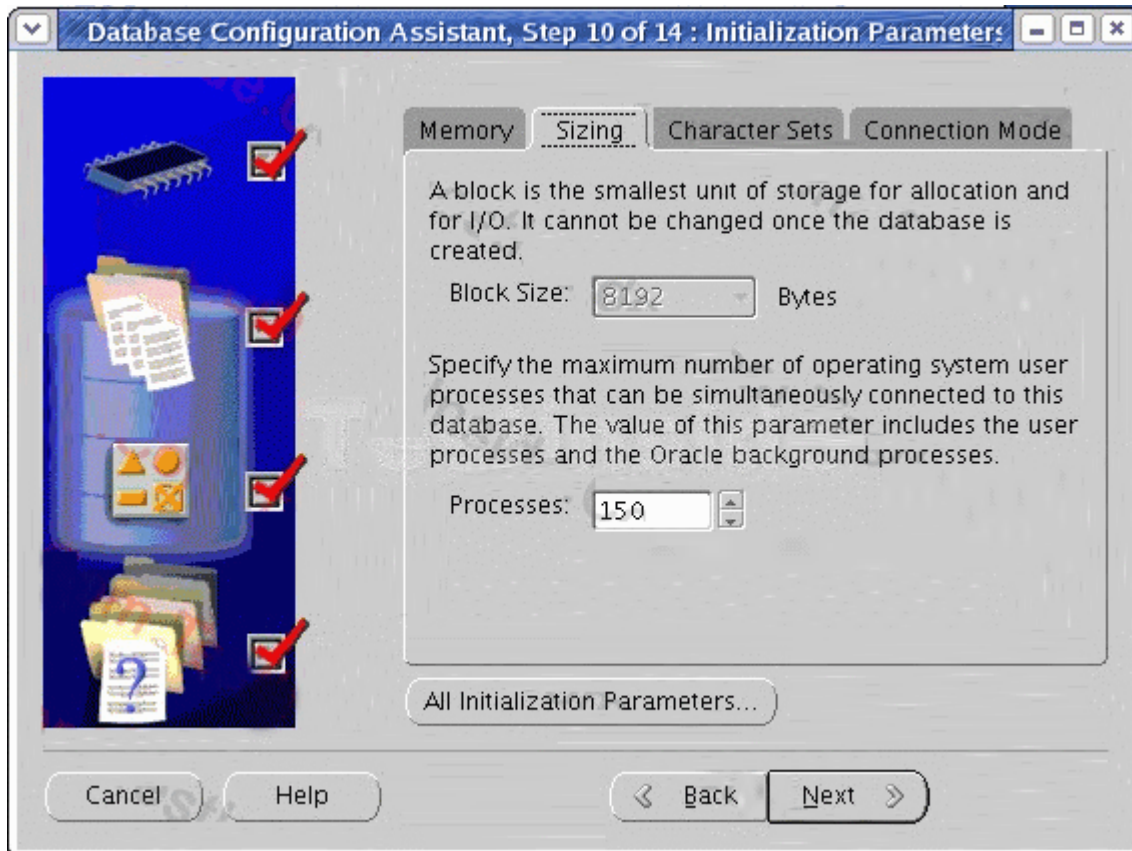 Database Configuration Assistant, Step 10 of 14 : Initialization Parameters
Memory Sizing Character Sets Connection Mode
A block is the smallest unit of storage for allocation and
for I/O. It cannot be changed once the database is
created.
Block Size: 8192 Bytes
Specify the maximum number of operating system user
processes that can be simultaneously connected to this
database. The value of this parameter includes the user
processes and the Oracle background processes.
Processes: 150
?
All Initialization Parameters...
Cancel Help Back Next